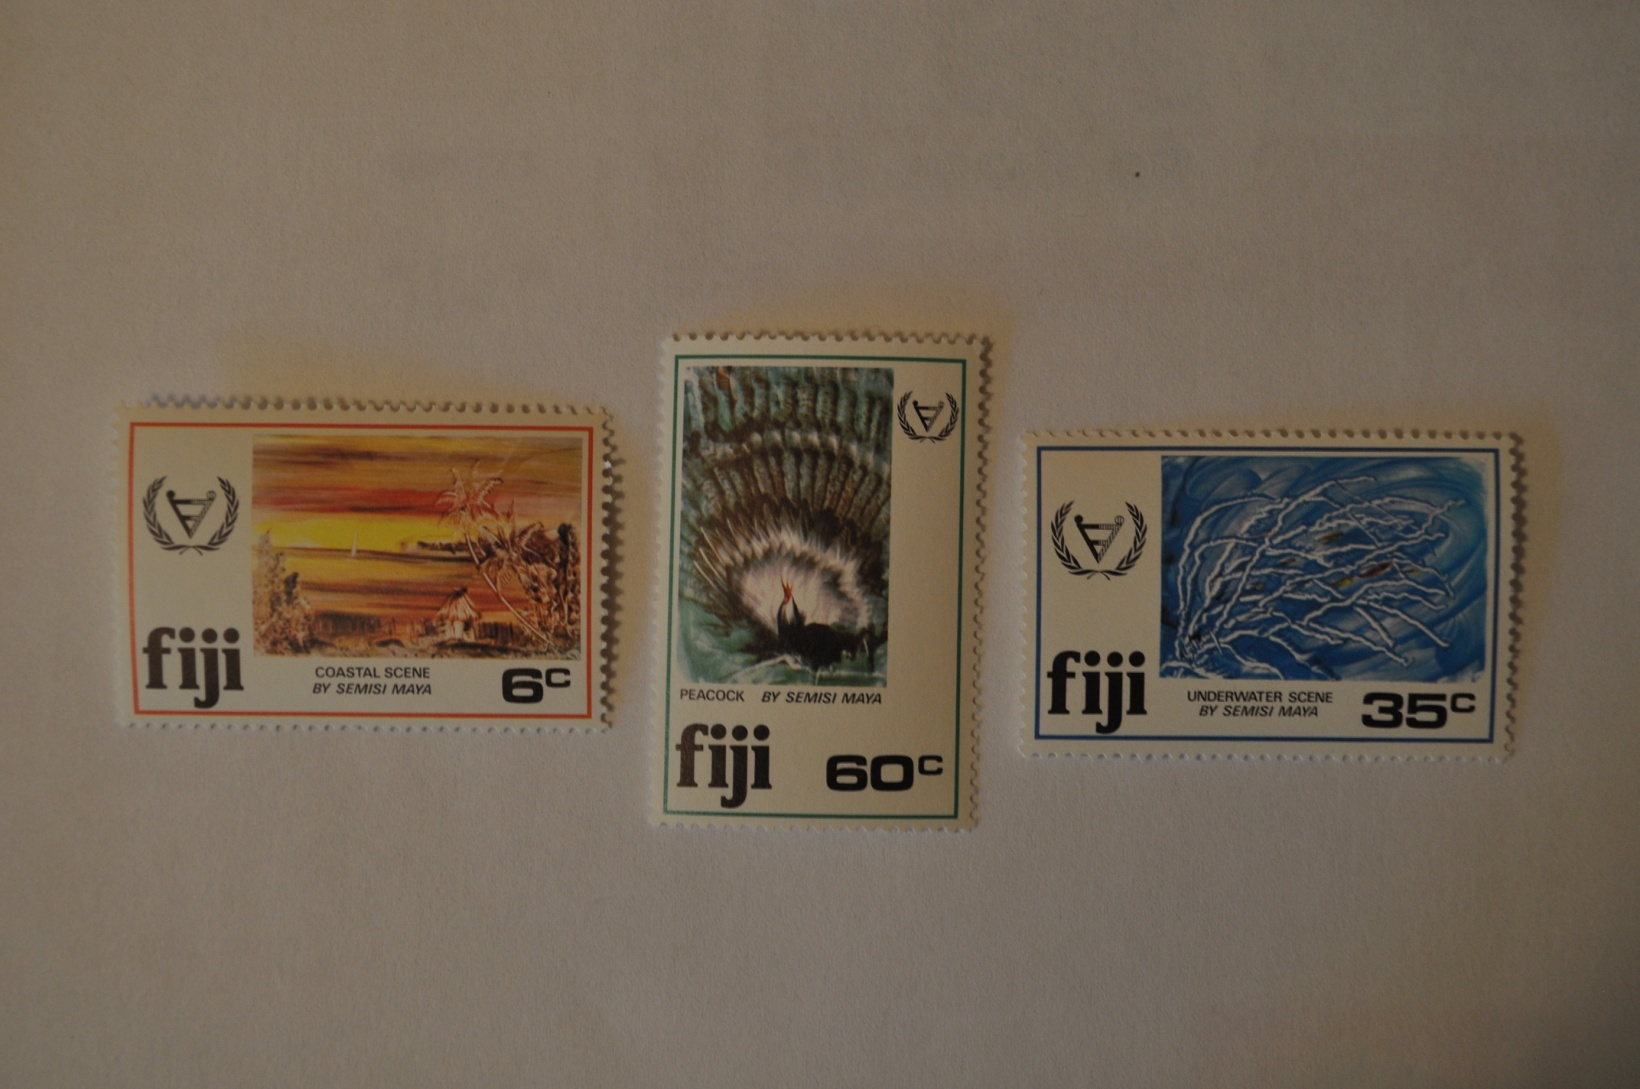 fiji
COASTAL SCENE
BY SEMISI MAYA
6c
PEACOCK BY SEMISI MAYA
fiji
60c
fiji
UNDERWATER SCENE
BY SEMISI MAYA
35c